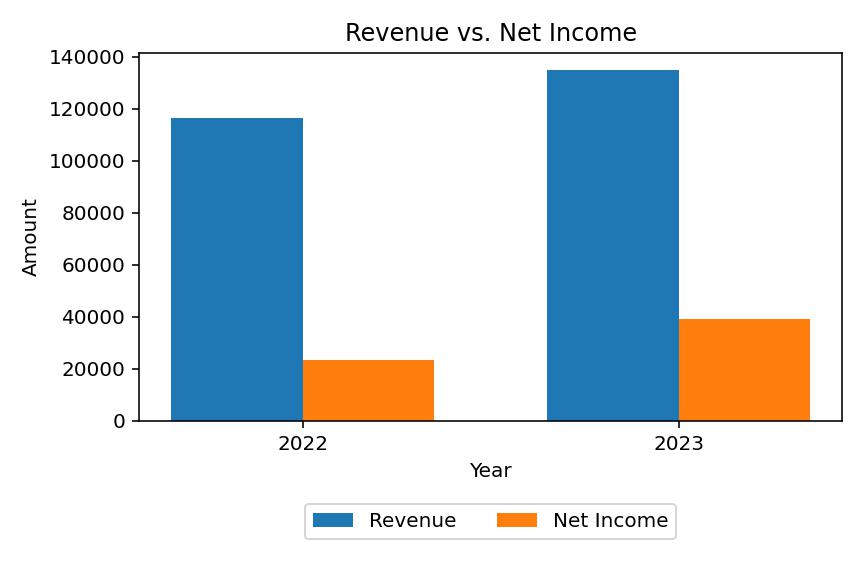 Revenue vs. Net Income
140000
120000
100000
80000
60000
40000
20000
0
Amount
2022 2023
Year
Revenue Net Income